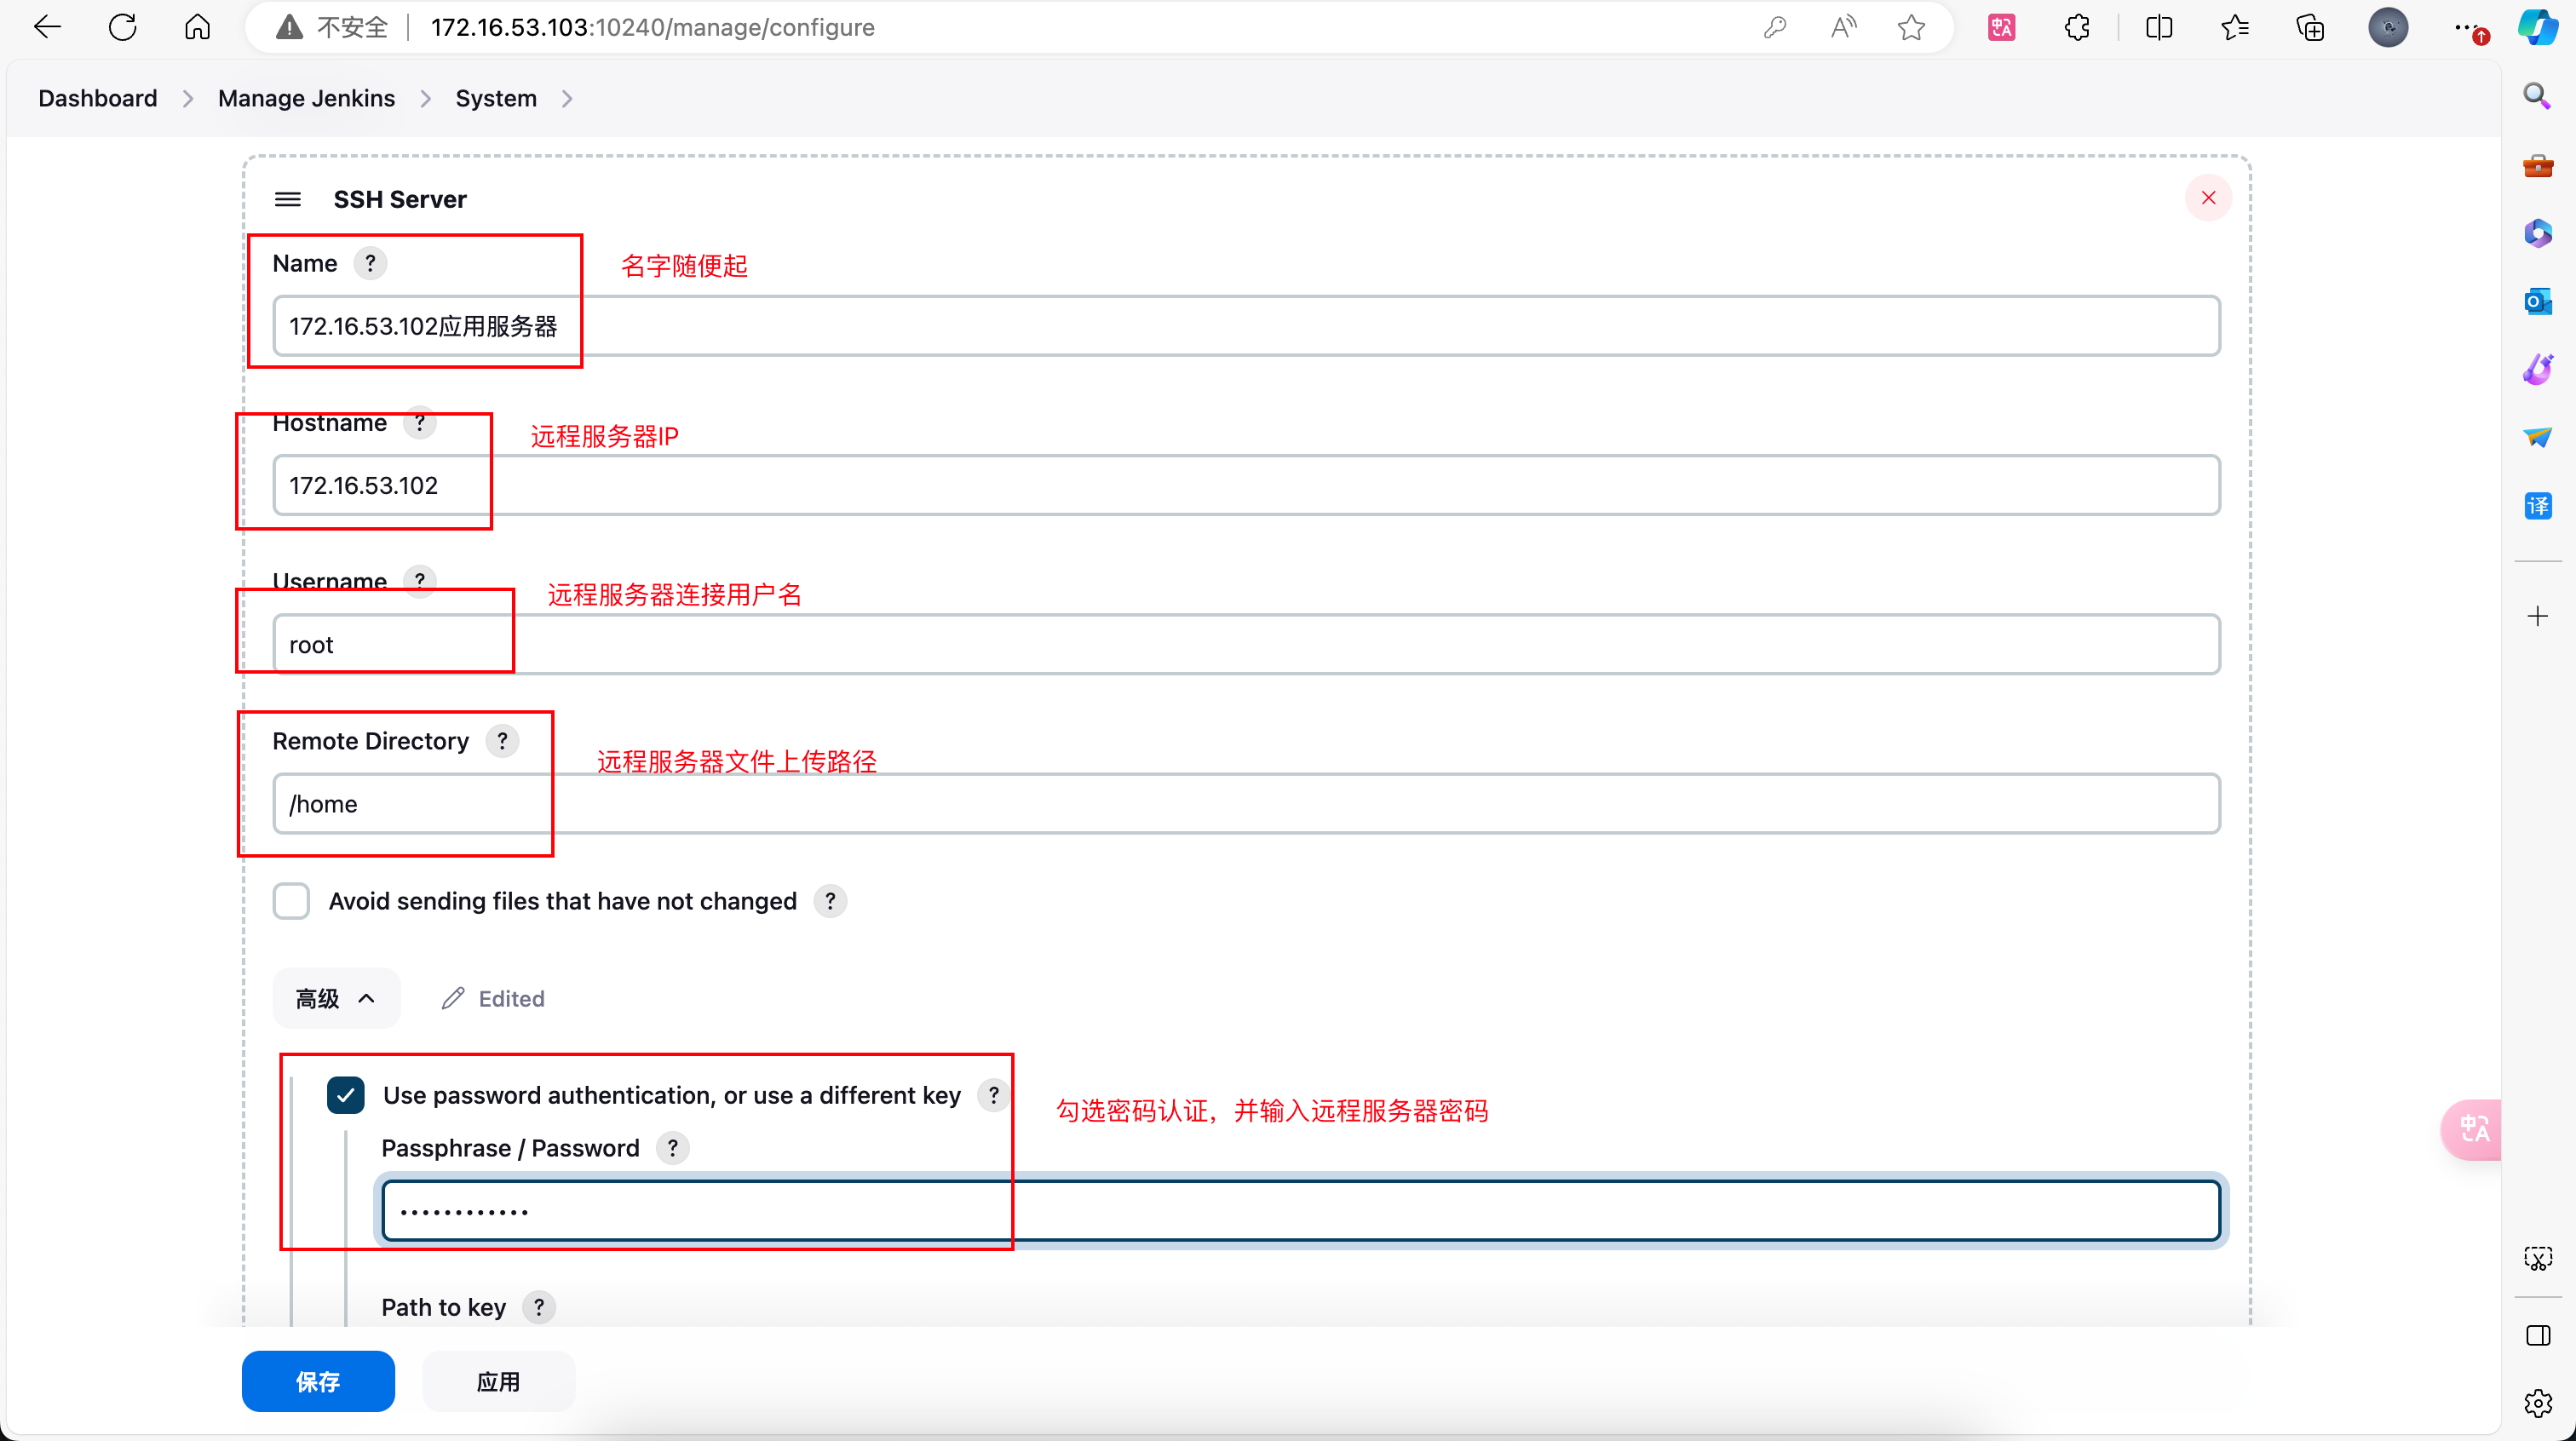 不安全 172.16.53.103:10240/manage/configure
Dashboard > Manage Jenkins > System >
SSH Server
Name ?
名字随便起
172.16.53.102应用服务器
Hostname ?
远程服务器IP
172.16.53.102
Username ?
远程服务器连接用户名
root
Remote Directory ?
远程服务器文件上传路径
/home
Avoid sending files that have not changed ?
高级 Edited
Use password authentication, or use a different key ?
勾选密码认证，并输入远程服务器密码
Passphrase / Password ?
••••••••••••
Path to key ?
保存 应用